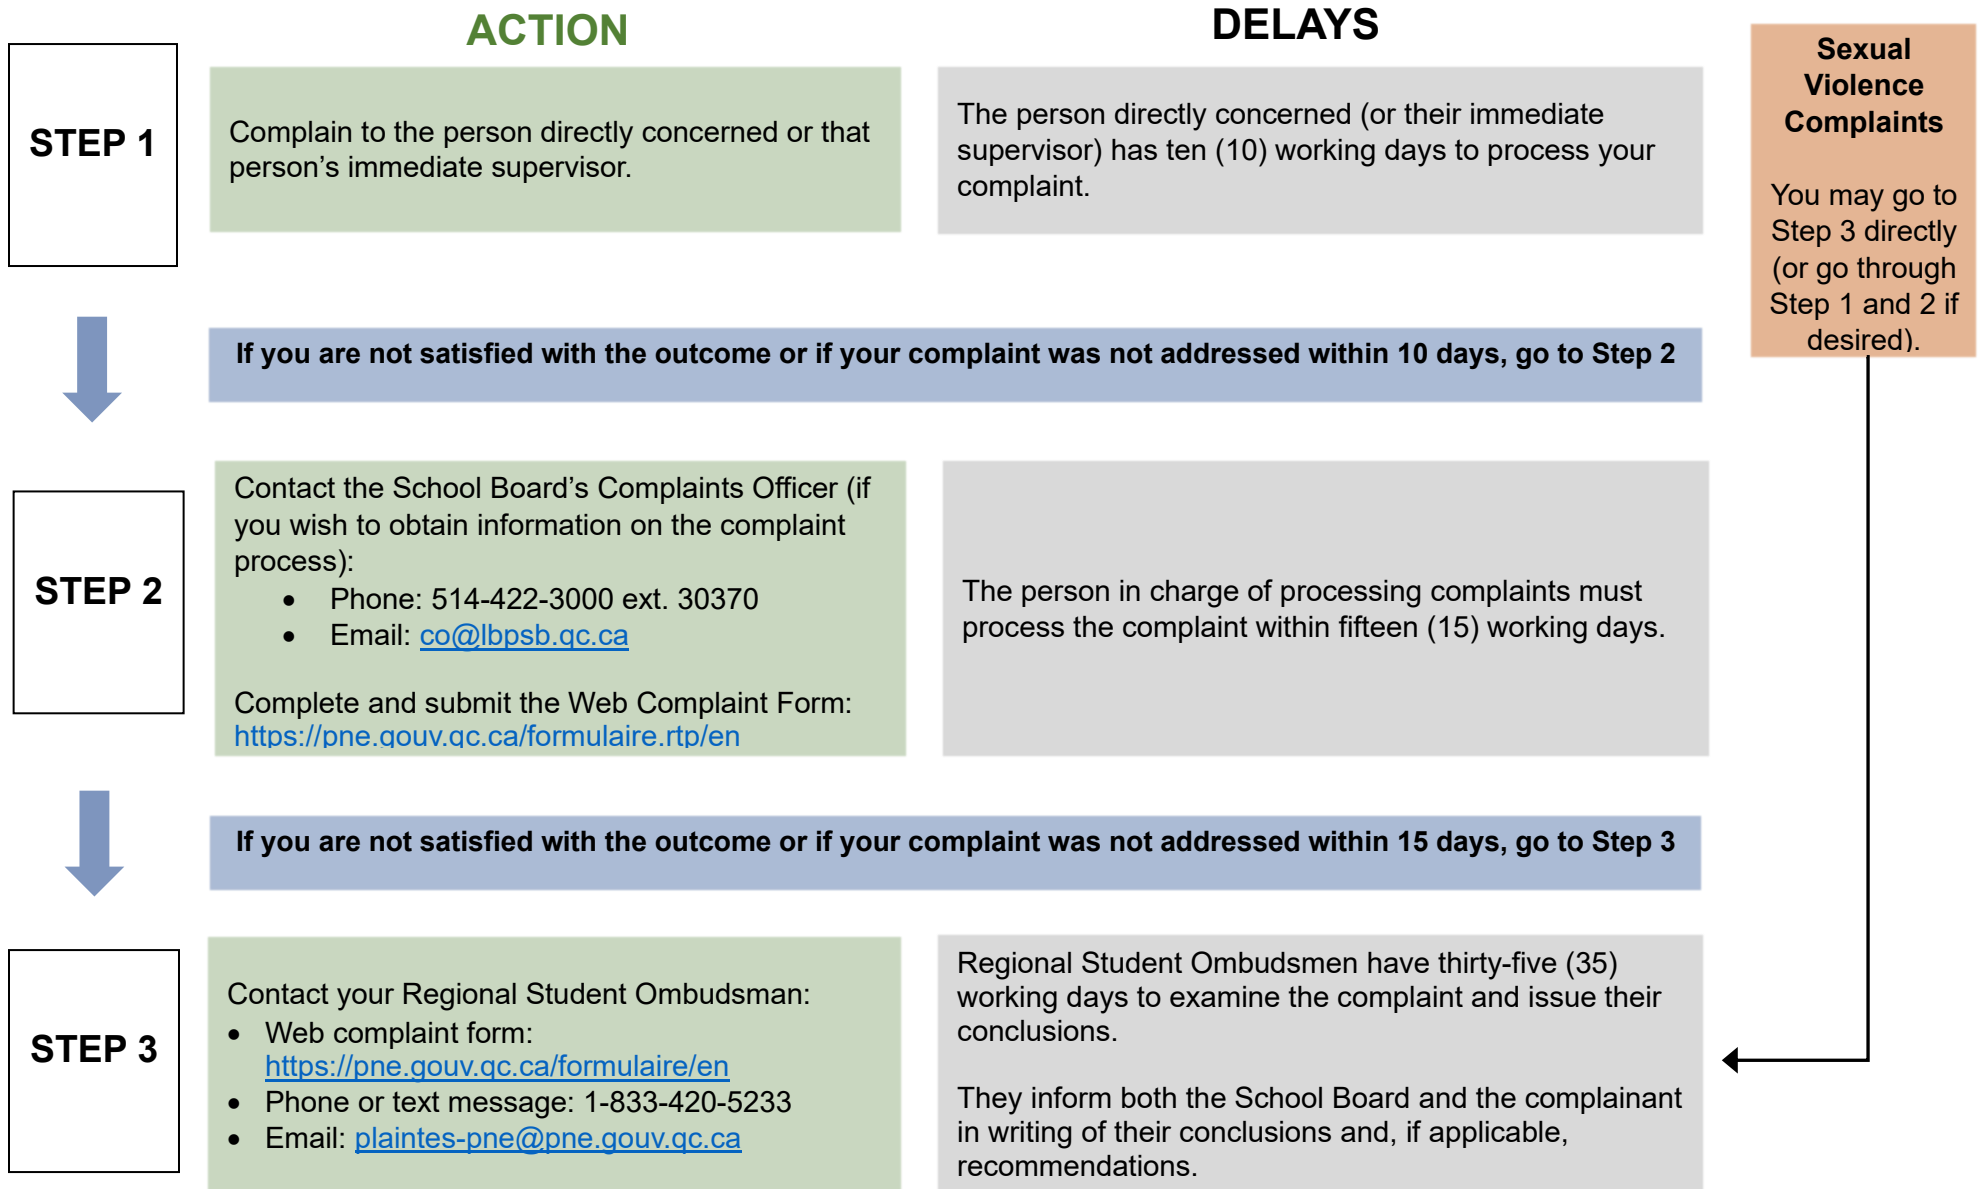 ACTION
DELAYS
STEP 1
Complain to the person directly concerned or that
person’s immediate supervisor.
The person directly concerned (or their immediate
supervisor) has ten (10) working days to process your
complaint.
Sexual
Violence
Complaints
You may go to
Step 3 directly
(or go through
Step 1 and 2 if
desired).
If you are not satisfied with the outcome or if your complaint was not addressed within 10 days, go to Step 2
STEP 2
Contact the School Board’s Complaints Officer (if
you wish to obtain information on the complaint
process):
• Phone: 514-422-3000 ext. 30370
• Email: co@lbpsb.qc.ca
Complete and submit the Web Complaint Form:
https://pne.gouv.qc.ca/formulaire.rtp/en
The person in charge of processing complaints must
process the complaint within fifteen (15) working days.
If you are not satisfied with the outcome or if your complaint was not addressed within 15 days, go to Step 3
STEP 3
Contact your Regional Student Ombudsman:
• Web complaint form:
https://pne.gouv.qc.ca/formulaire/en
• Phone or text message: 1-833-420-5233
• Email: plaintes-pne@pne.gouv.qc.ca
Regional Student Ombudsmen have thirty-five (35)
working days to examine the complaint and issue their
conclusions.
They inform both the School Board and the complainant
in writing of their conclusions and, if applicable,
recommendations.